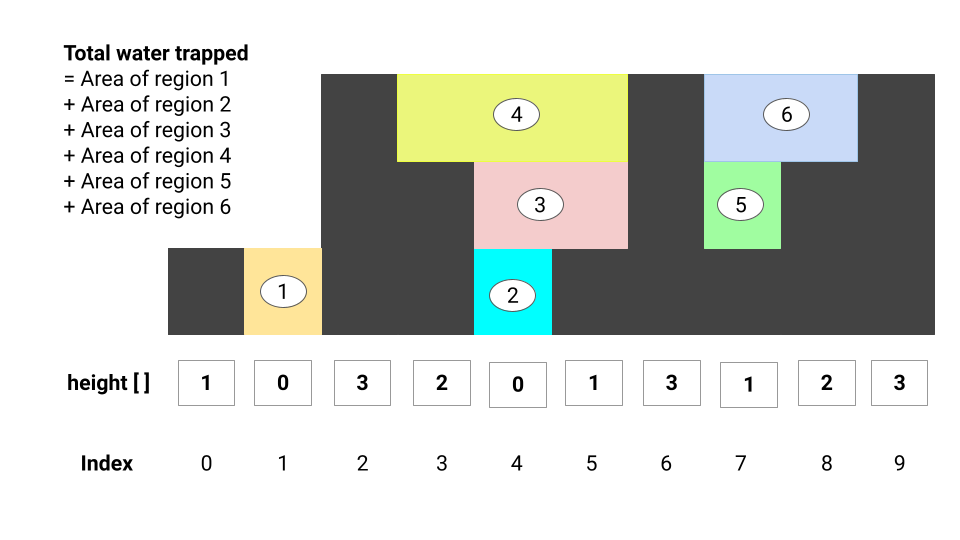 Total water trapped
= Area of region 1
+ Area of region 2
+ Area of region 3
+ Area of region 4
+ Area of region 5
+ Area of region 6
4
6
3
5
1
2
height [ ] 1 0 3 2 0 1 3 1 2 3
Index 0 1 2 3 4 5 6 7 8 9